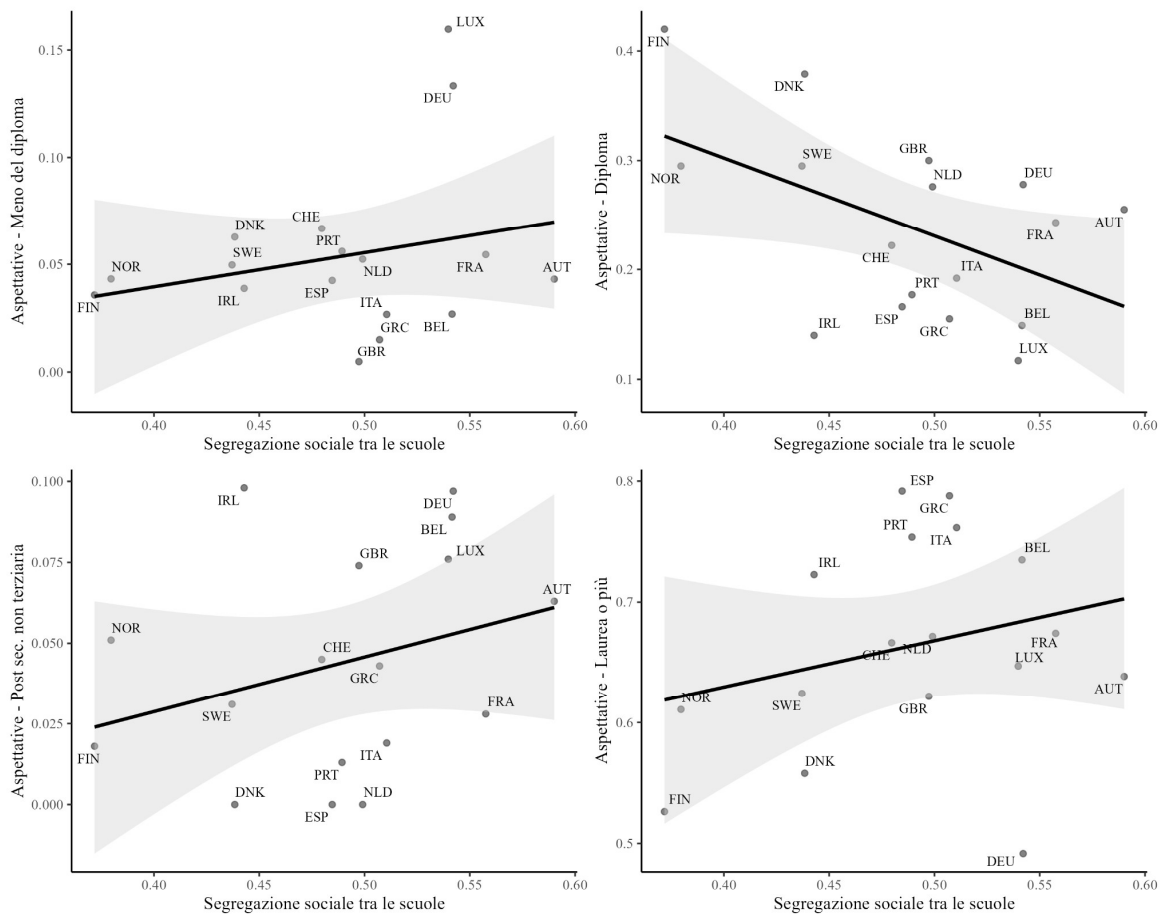 Aspettative - Meno del diploma
0.15
0.10
0.05
0.00
LUX
DEU
DNK
CHE
NOR
SWE
PRT
FIN
IRL
ESP
NLD
FRA
AUT
ITA
GRC
BEL
GBR
0.40 0.45 0.50 0.55 0.60
Segregazione sociale tra le scuole
Aspettative - Diploma
0.4
0.3
0.2
0.1
FIN
DNK
SWE
GBR
NOR
NLD
DEU
AUT
FRA
CHE
ITA
PRT
ESP
IRL
GRC
BEL
LUX
0.40 0.45 0.50 0.55 0.60
Segregazione sociale tra le scuole
Aspettative - Post sec. non terziaria
0.100
0.075
0.050
0.025
0.000
IRL
DEU
BEL
GBR
LUX
AUT
NOR
CHE
GRC
SWE
FRA
FIN
ITA
PRT
DNK
ESP
NLD
0.40 0.45 0.50 0.55 0.60
Segregazione sociale tra le scuole
Aspettative - Laurea o più
0.8
0.7
0.6
0.5
ESP
GRC
PRT
ITA
IRL
BEL
CHE
NLD
FRA
LUX
NOR
SWE
GBR
AUT
DNK
FIN
DEU
0.40 0.45 0.50 0.55 0.60
Segregazione sociale tra le scuole